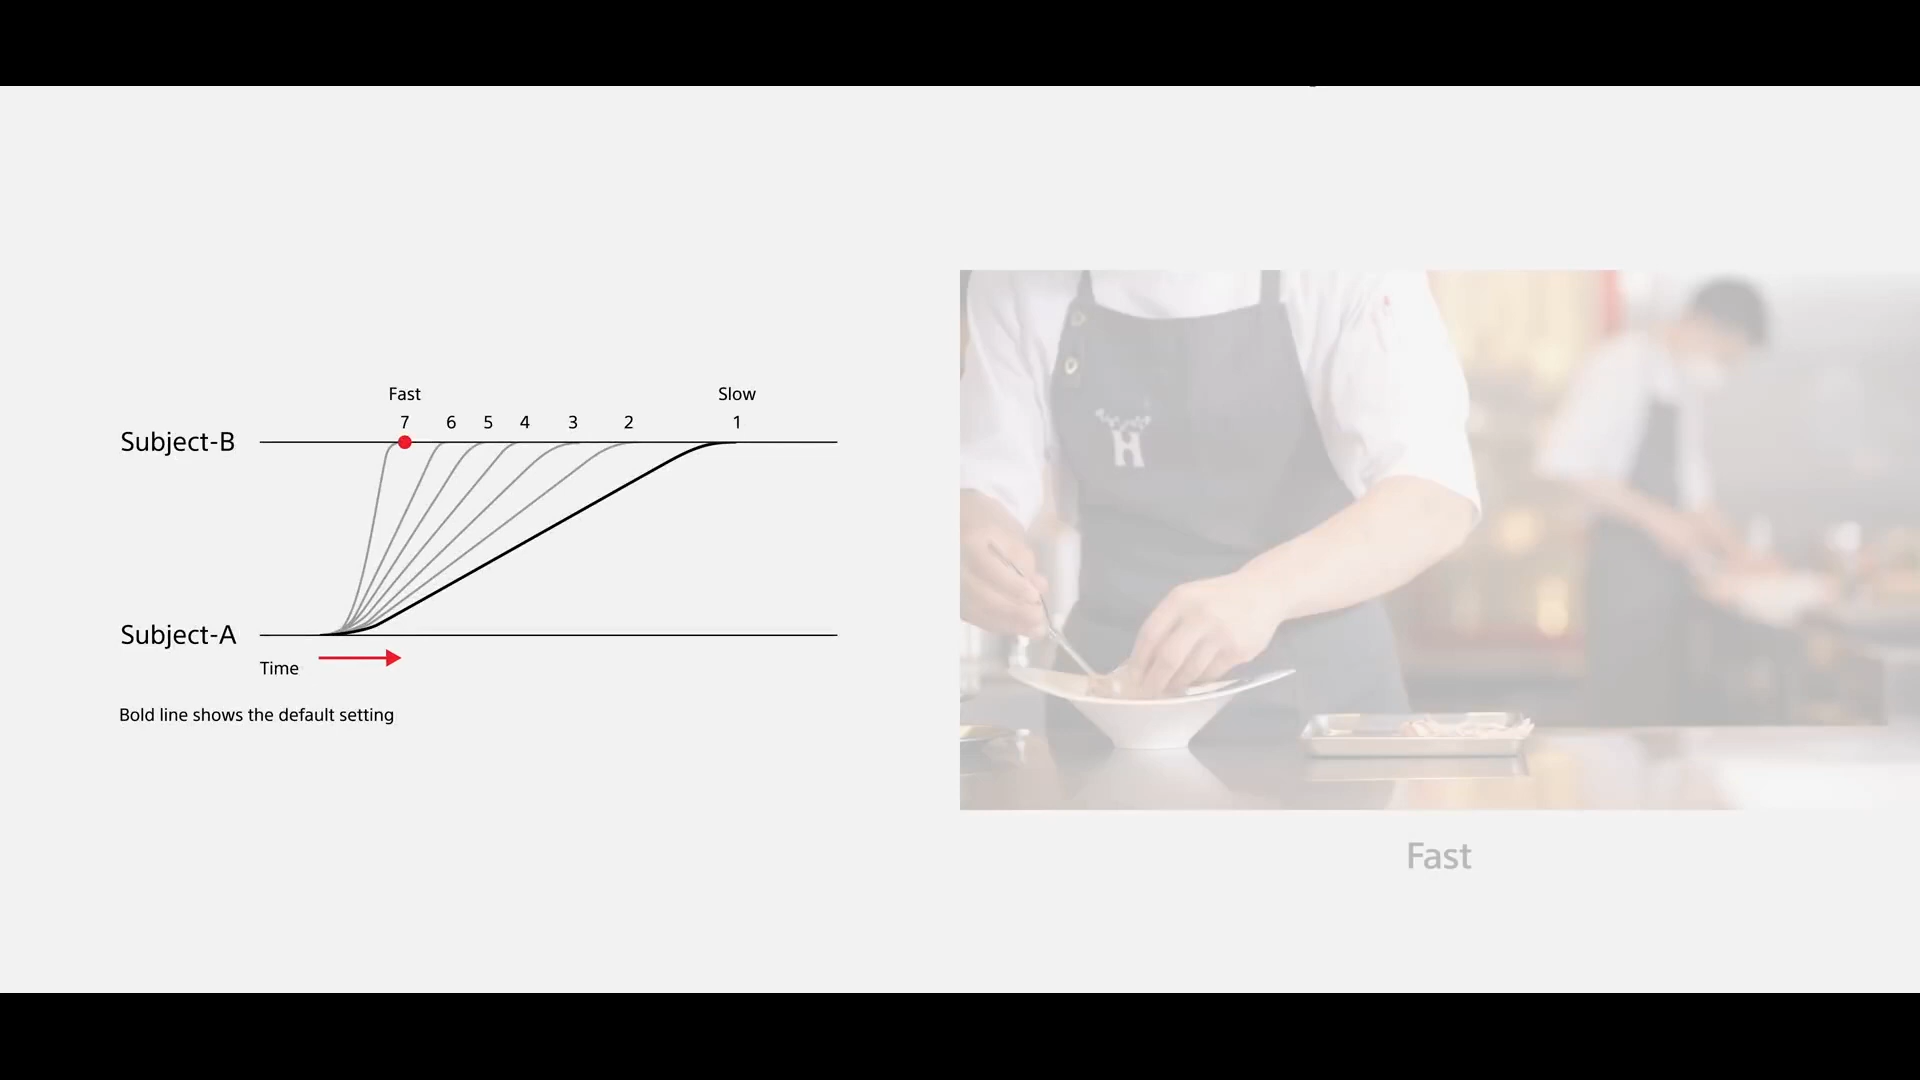 Fast Slow
7 6 5 4 3 2 1
Subject-B
Subject-A
Time
Bold line shows the default setting
H
Fast